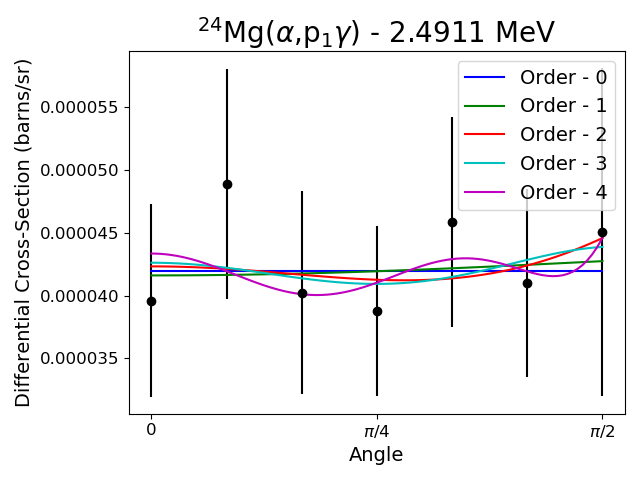 ²⁴Mg(α,p₁γ) - 2.4911 MeV
Order - 0
Order - 1
Order - 2
Order - 3
Order - 4
Differential Cross-Section (barns/sr)
0.000055
0.000050
0.000045
0.000040
0.000035
0
π/4
π/2
Angle